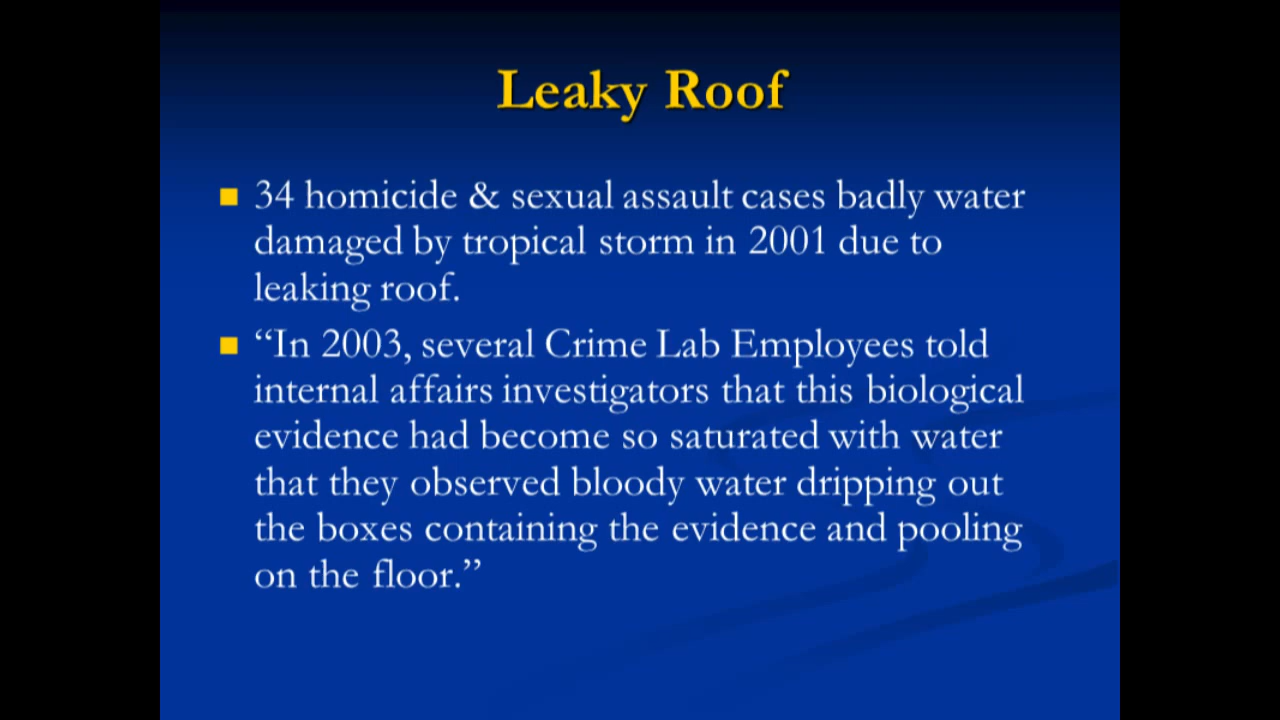 Leaky Roof
34 homicide & sexual assault cases badly water
damaged by tropical storm in 2001 due to
leaking roof.
“In 2003, several Crime Lab Employees told
internal affairs investigators that this biological
evidence had become so saturated with water
that they observed bloody water dripping out
the boxes containing the evidence and pooling
on the floor.”